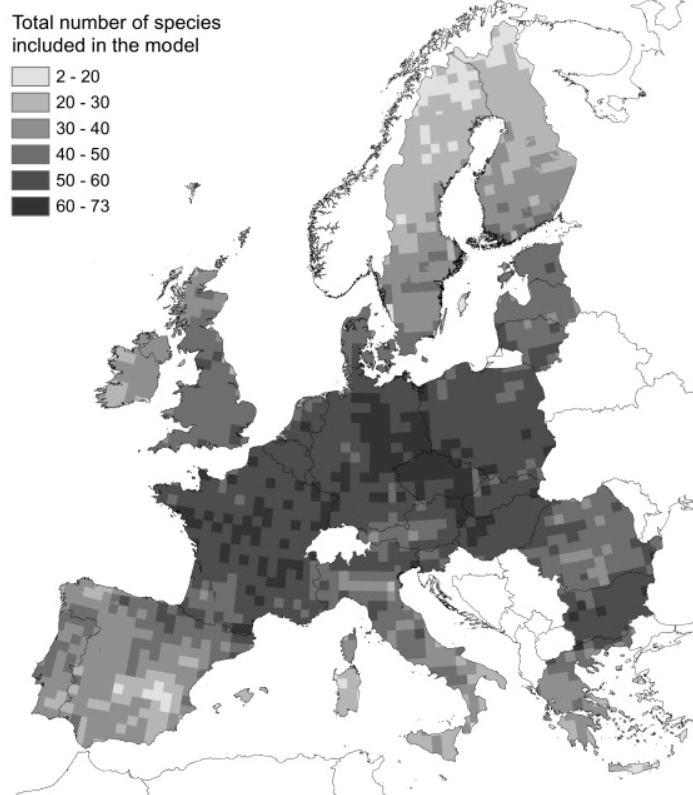 Total number of species
included in the model
2 - 20
20 - 30
30 - 40
40 - 50
50 - 60
60 - 73